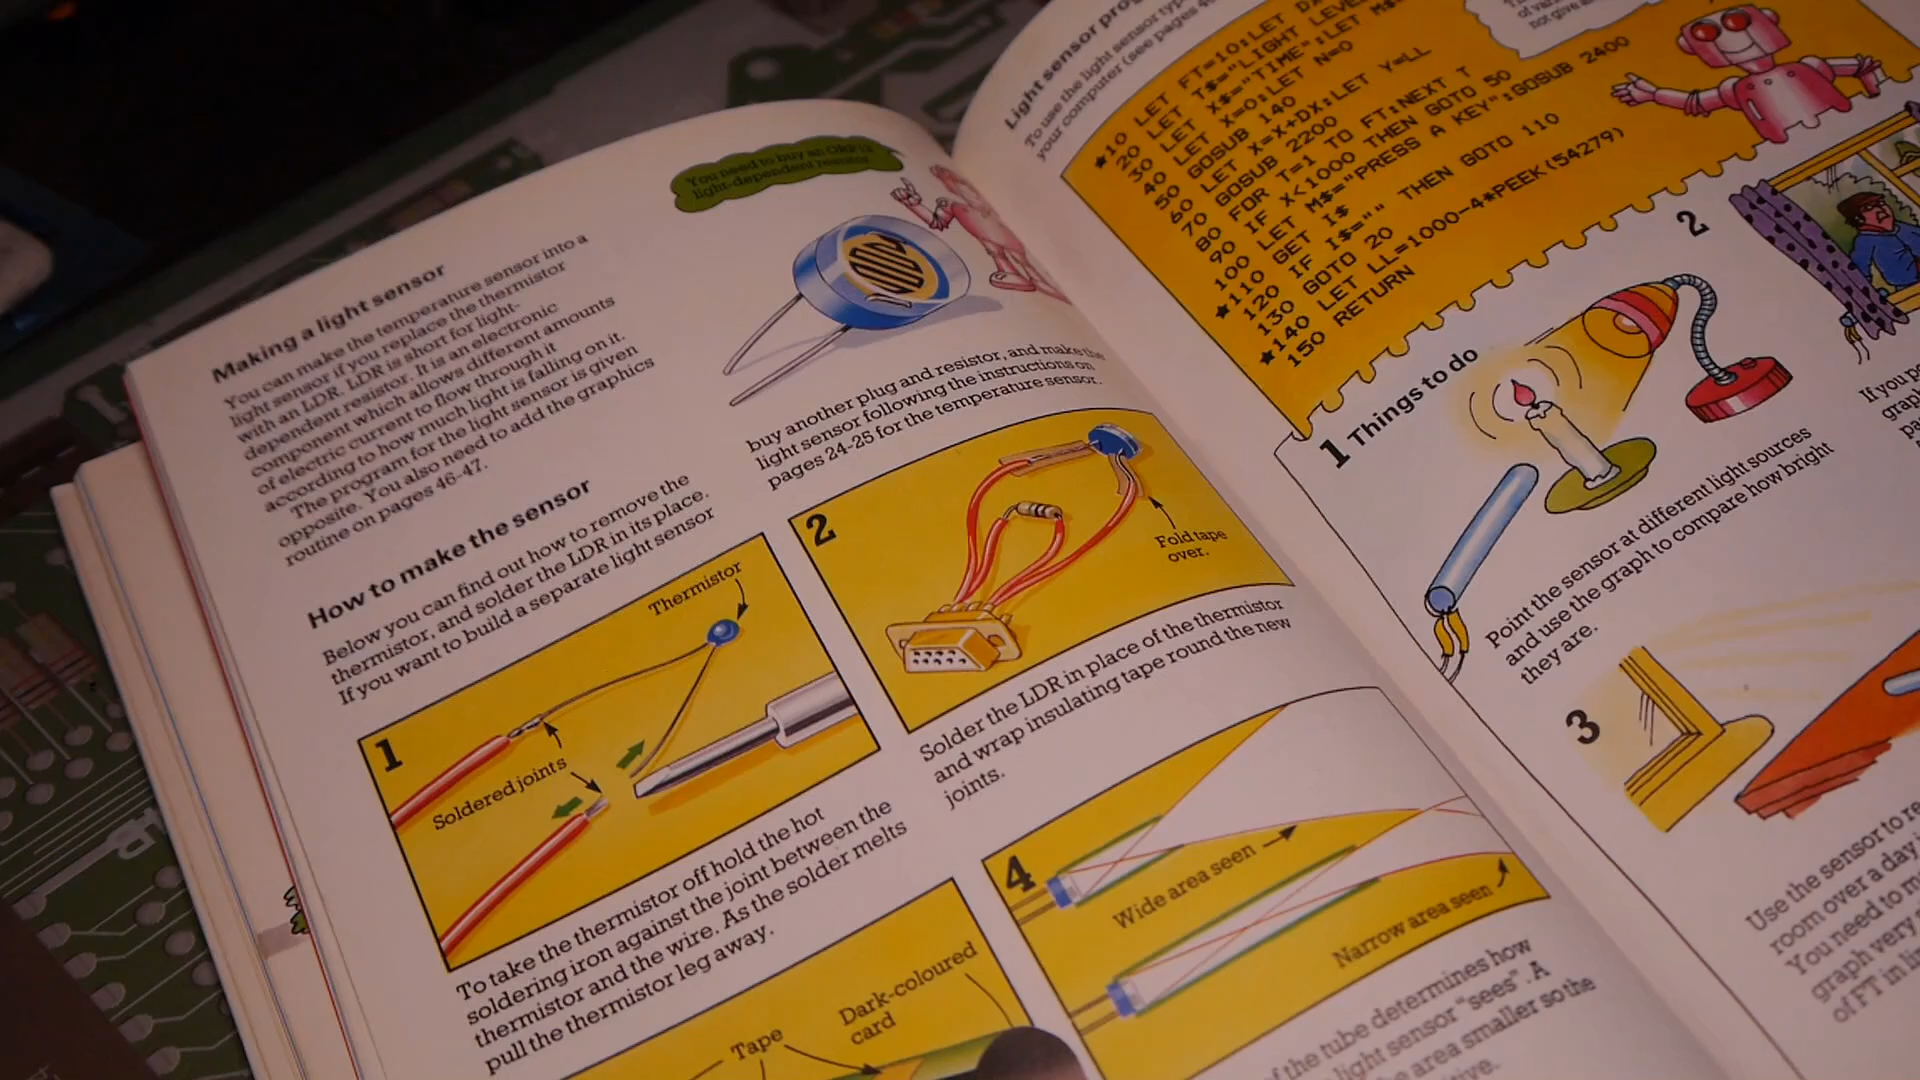 Making a light sensor
You can make the temperature sensor into a
light sensor if you replace the thermistor
with an LDR. LDR is short for light-
dependent resistor. It is an electronic
component which allows different amounts
of electric current to flow through it
according to how much light is falling on it.
The program for the light sensor is given
opposite. You also need to add the graphics
routine on pages 46-47.
How to make the sensor
Below you can find out how to remove the
thermistor, and solder the LDR in its place.
If you want to build a separate light sensor
You need to buy an ORP12
light-dependent resistor
buy another plug and resistor, and make the
light sensor following the instructions on
pages 24-25 for the temperature sensor.
1
Thermistor
Soldered joints
To take the thermistor off hold the hot
soldering iron against the joint between the
thermistor and the wire. As the solder melts
pull the thermistor leg away.
2
Fold tape
over.
Solder the LDR in place of the thermistor
and wrap insulating tape round the new
joints.
Tape
Dark-coloured
card
4
Wide area seen
Narrow area seen
of the tube determines how
light sensor "sees". A
area smaller so the
Light sensor
To use the light sensor
your computer (see pages
of
not give
★10 LET FT=10:LET
20 LET T$="LIGHT
30 LET X$="TIME":LET
40 LET X=0:LET N=0
50 GOSUB 140
60 LET X=X+DX:LET Y=LL
70 GOSUB 2200
80 FOR T=1 TO FT:NEXT T
90 IF X<1000 THEN GOTO 50
100 LET M$="PRESS A KEY":GOSUB 2400
★110 GET I$
120 IF I$="" THEN GOTO 110
130 GOTO 20
★140 LET LL=1000-4*PEEK(54279)
150 RETURN
Things to do
1
Point the sensor at different light sources
and use the graph to compare how bright
they are.
2
If you
3
Use the sensor to
room over a day
You need to
graph very
of FT in